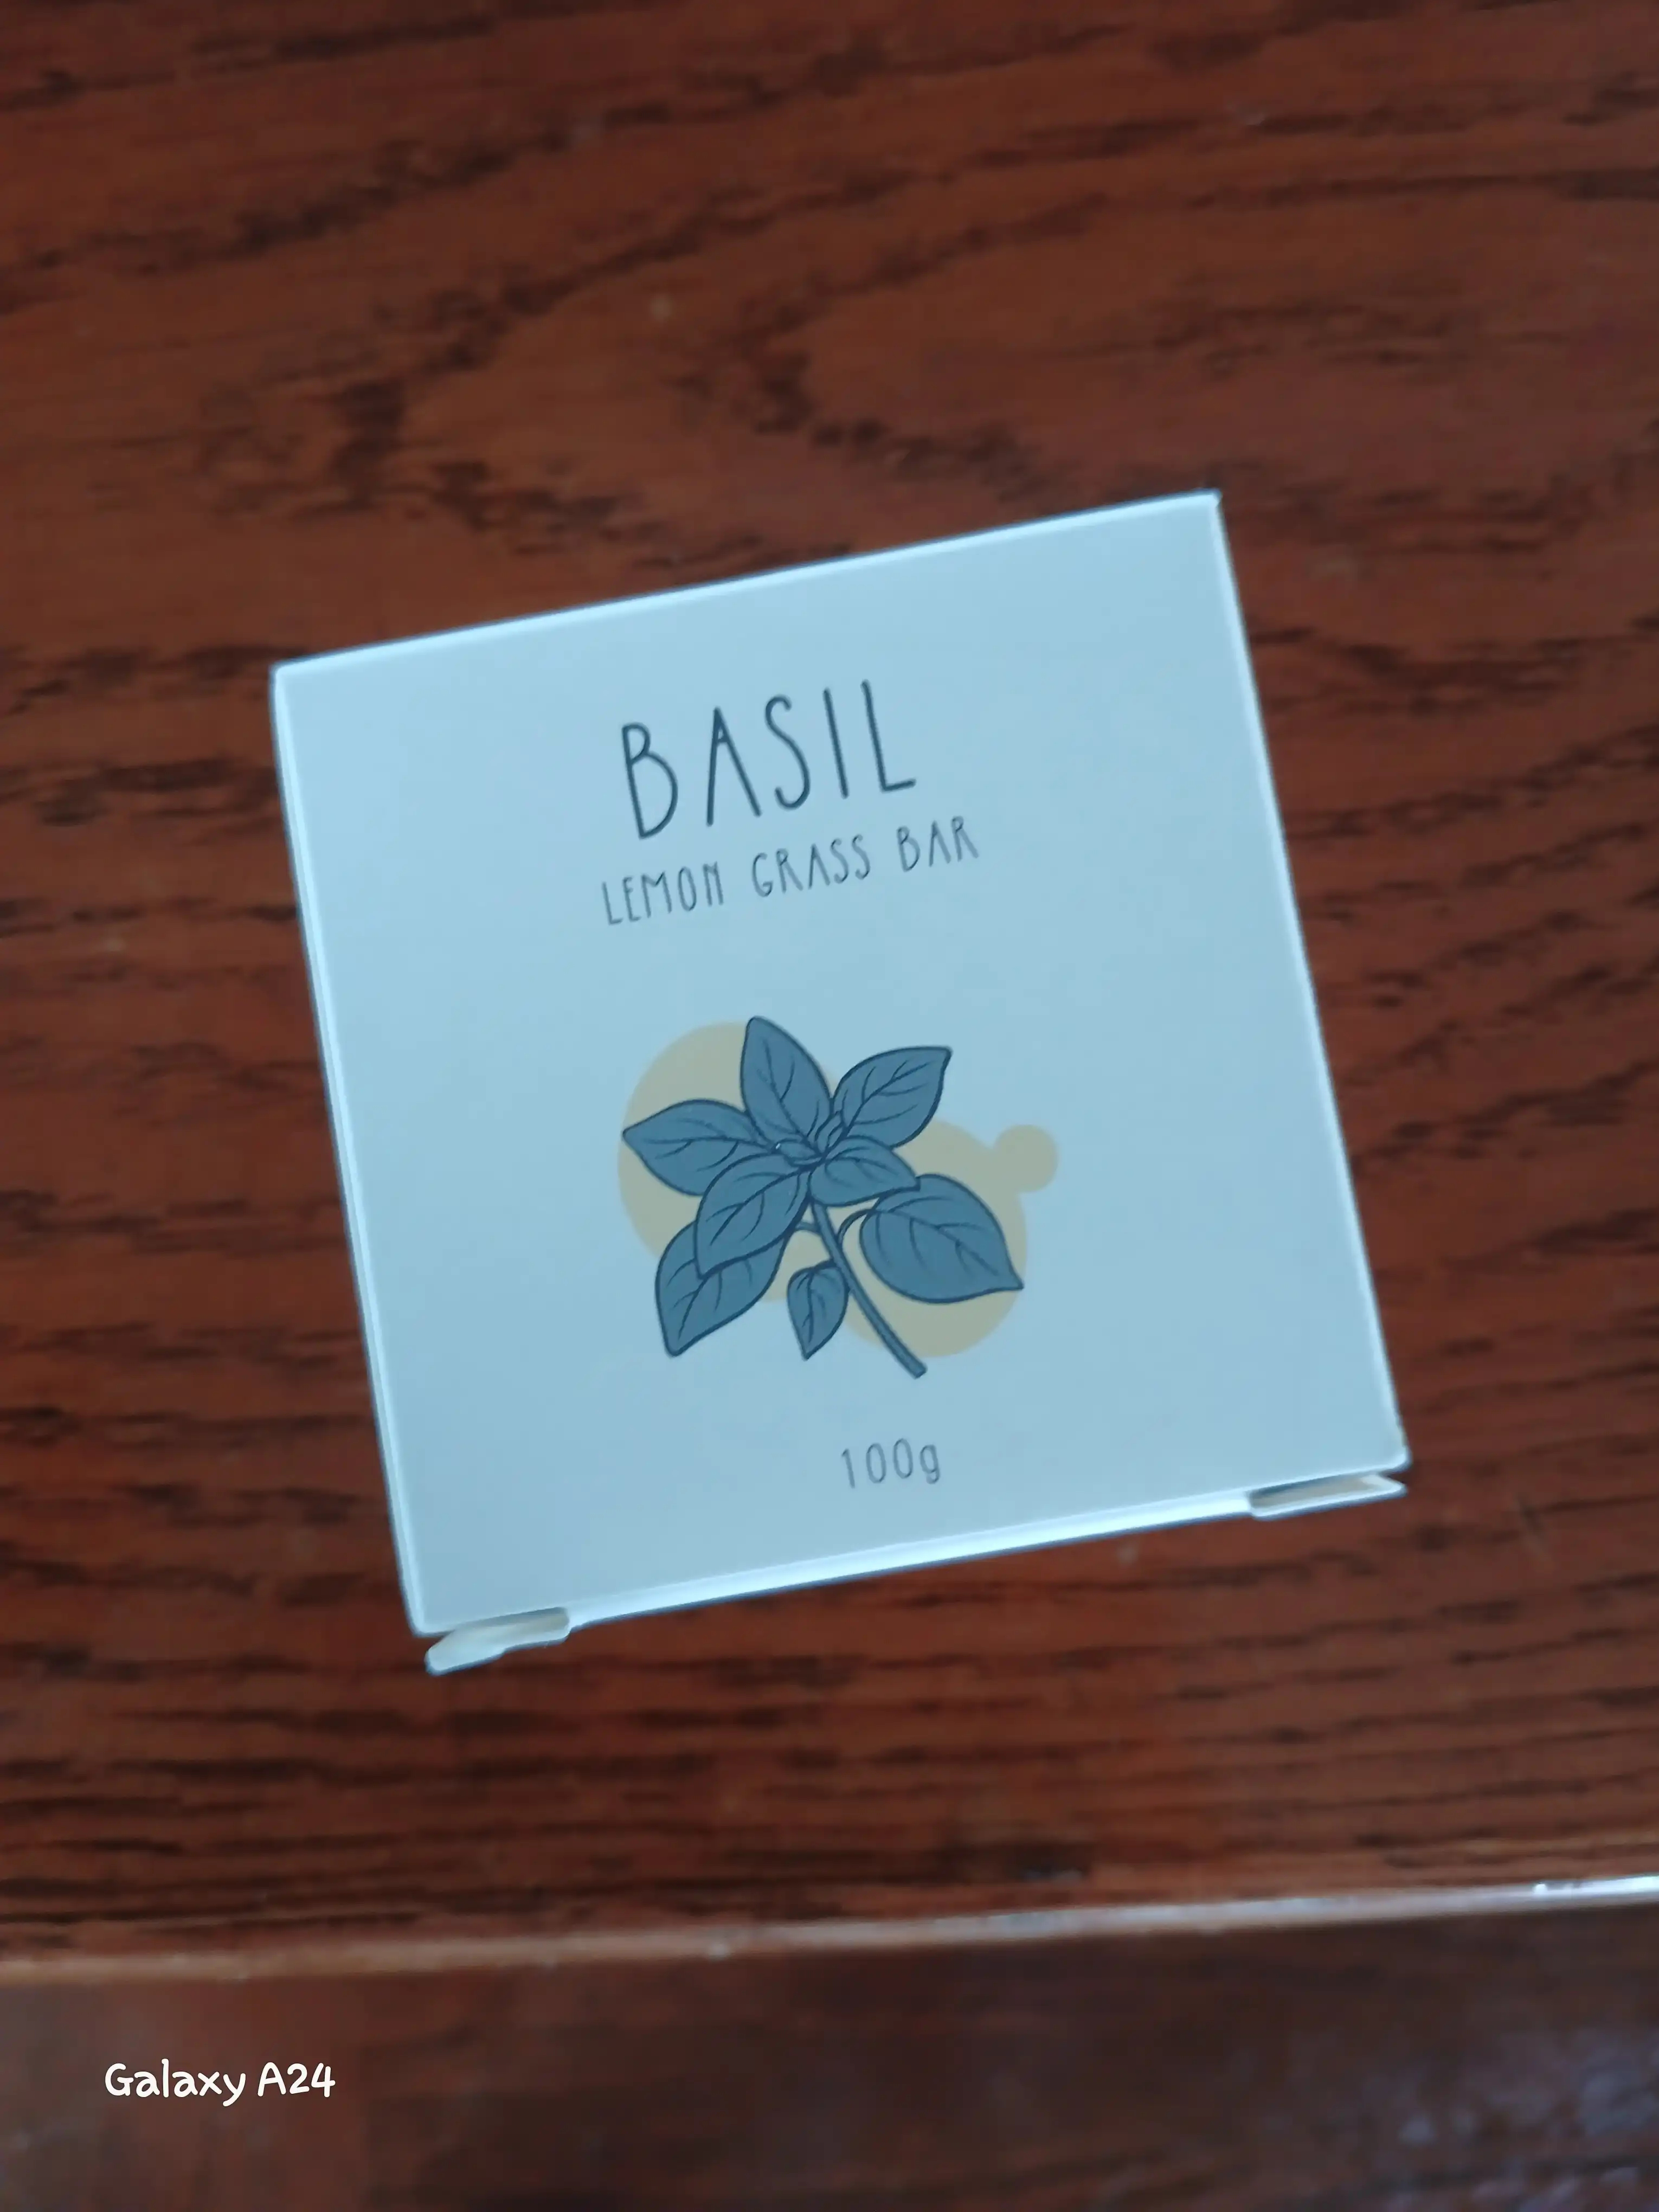 BASIL
LEMON GRASS BAR
100g
Galaxy A24